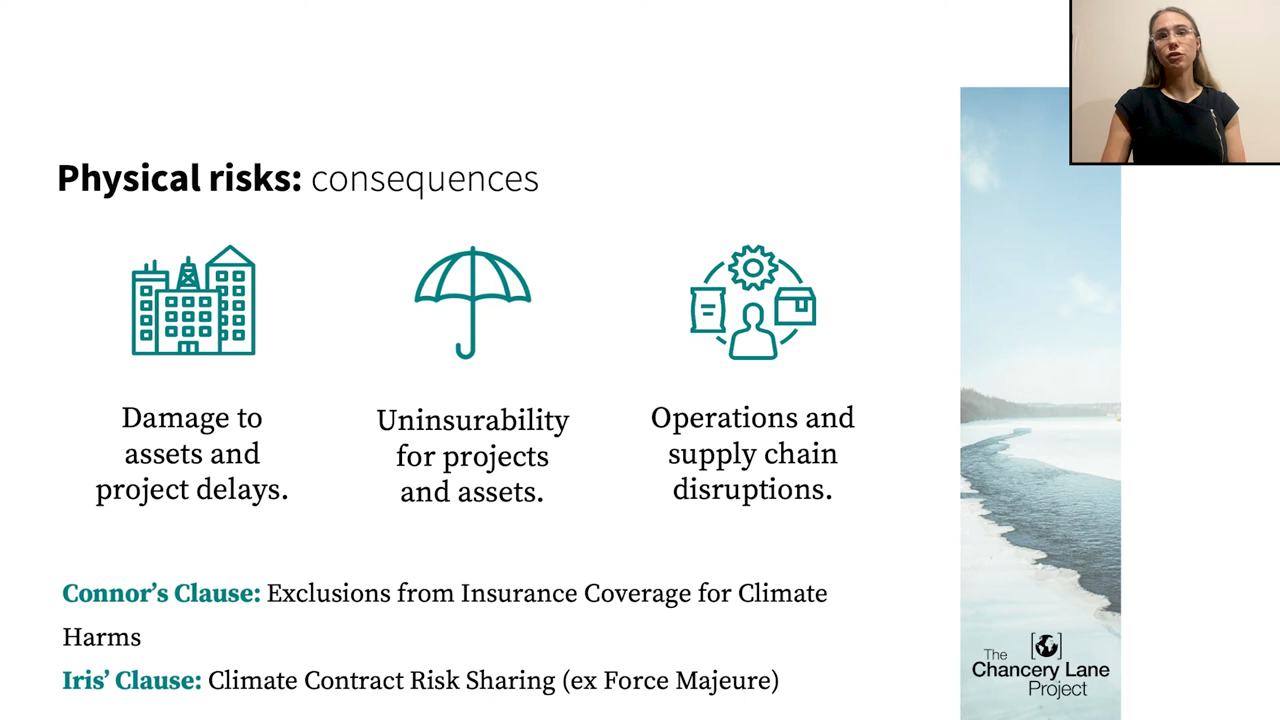 Physical risks: consequences
Damage to
assets and
project delays.
Uninsurability
for projects
and assets.
Operations and
supply chain
disruptions.
Connor’s Clause: Exclusions from Insurance Coverage for Climate
Harms
Iris’ Clause: Climate Contract Risk Sharing (ex Force Majeure)
The
Chancery Lane
Project